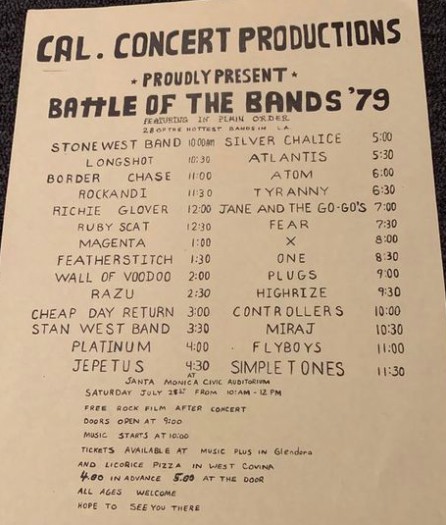 CAL. CONCERT PRODUCTIONS
• PROUDLY PRESENT •
BATTLE OF THE BANDS '79
FEATURING IN PLAIN ORDER
28 OF THE HOTTEST BANDS IN L.A.
STONEWEST BAND 10:00am SILVER CHALICE 5:00
LONGSHOT 10:30 ATLANTIS 5:30
BORDER CHASE 11:00 ATOM 6:00
ROCKANDI 11:30 TYRANNY 6:30
RICHIE GLOVER 12:00 JANE AND THE GO-GO'S 7:00
RUBY SCAT 12:30 FEAR 7:30
MAGENTA 1:00 X 8:00
FEATHERSTITCH 1:30 ONE 8:30
WALL OF VOODOO 2:00 PLUGS 9:00
RAZU 2:30 HIGHRIZE 9:30
CHEAP DAY RETURN 3:00 CONTROLLERS 10:00
STAN WEST BAND 3:30 MIRAJ 10:30
PLATINUM 4:00 FLYBOYS 11:00
JEPETUS 4:30 SIMPLETONES 11:30
AT
SANTA MONICA CIVIC AUDITORIUM
SATURDAY JULY 28 FROM 10:AM - 12 PM
FREE ROCK FILM AFTER CONCERT
DOORS OPEN AT 9:00
MUSIC STARTS AT 10:00
TICKETS AVAILABLE AT MUSIC PLUS IN Glendora
AND LICORICE PIZZA IN WEST COVINA
4.00 IN ADVANCE 5.00 AT THE DOOR
ALL AGES WELCOME
HOPE TO SEE YOU THERE